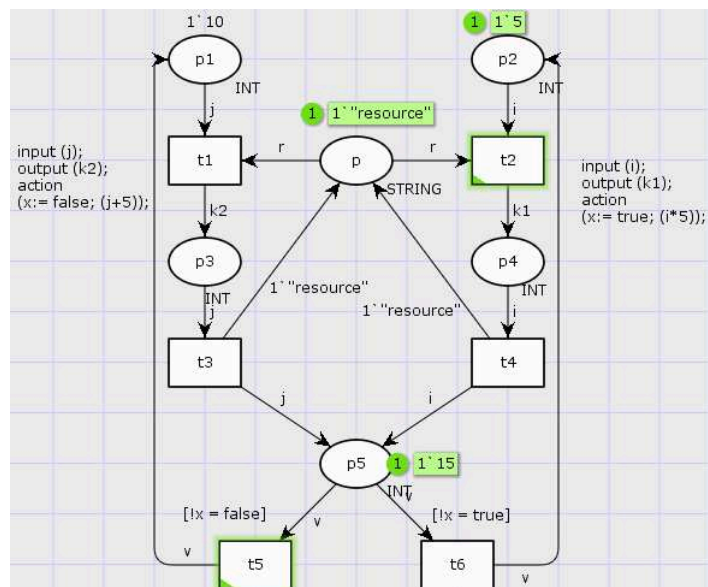 1`10
1 1`5
p1
p2
INT
INT
j
i
1 1`"resource"
input (j);
output (k2);
action
(x:= false; (j+5));
t1
r
p
r
t2
input (i);
output (k1);
action
(x:= true; (i*5));
STRING
k2
k1
p3
p4
INT
INT
j
i
1`"resource"
1`"resource"
t3
t4
j
i
p5
1 1`15
INT
v
[!x = false]
[!x = true]
v
v
t5
t6
v